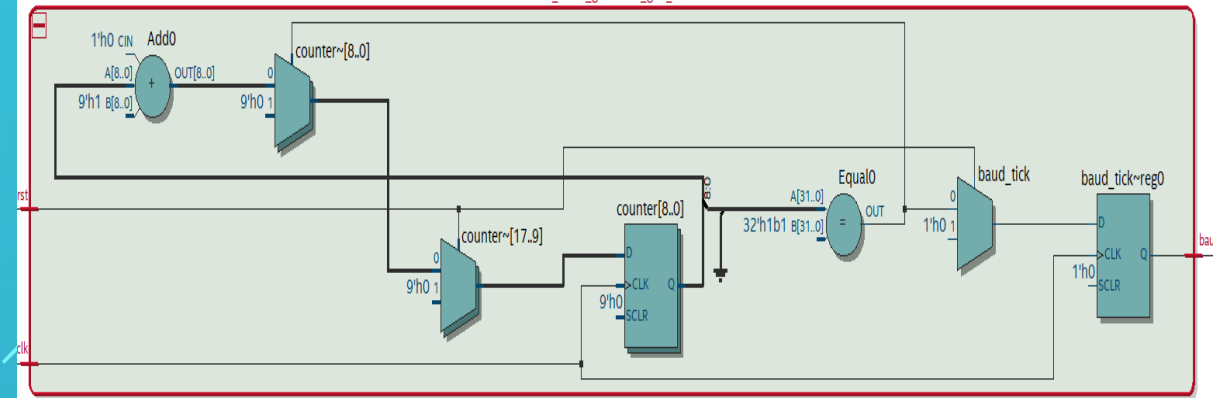 1'h0 CIN
Add0
A[8..0]
OUT[8..0]
9'h1 B[8..0]
+
counter~[8..0]
0
9'h0 1
rst
counter~[17..9]
0
9'h0 1
counter[8..0]
D
CLK
Q
9'h0
SCLR
8:0
Equal0
A[31..0]
OUT
32'h1b1 B[31..0]
=
baud_tick
0
1'h0 1
baud_tick~reg0
D
CLK
Q
1'h0
SCLR
bau
clk